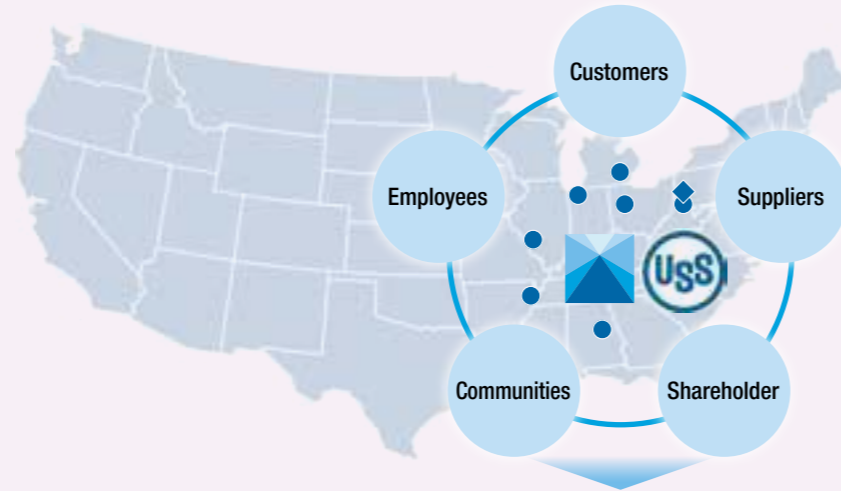 Customers
Employees
Suppliers
USS
Communities
Shareholder